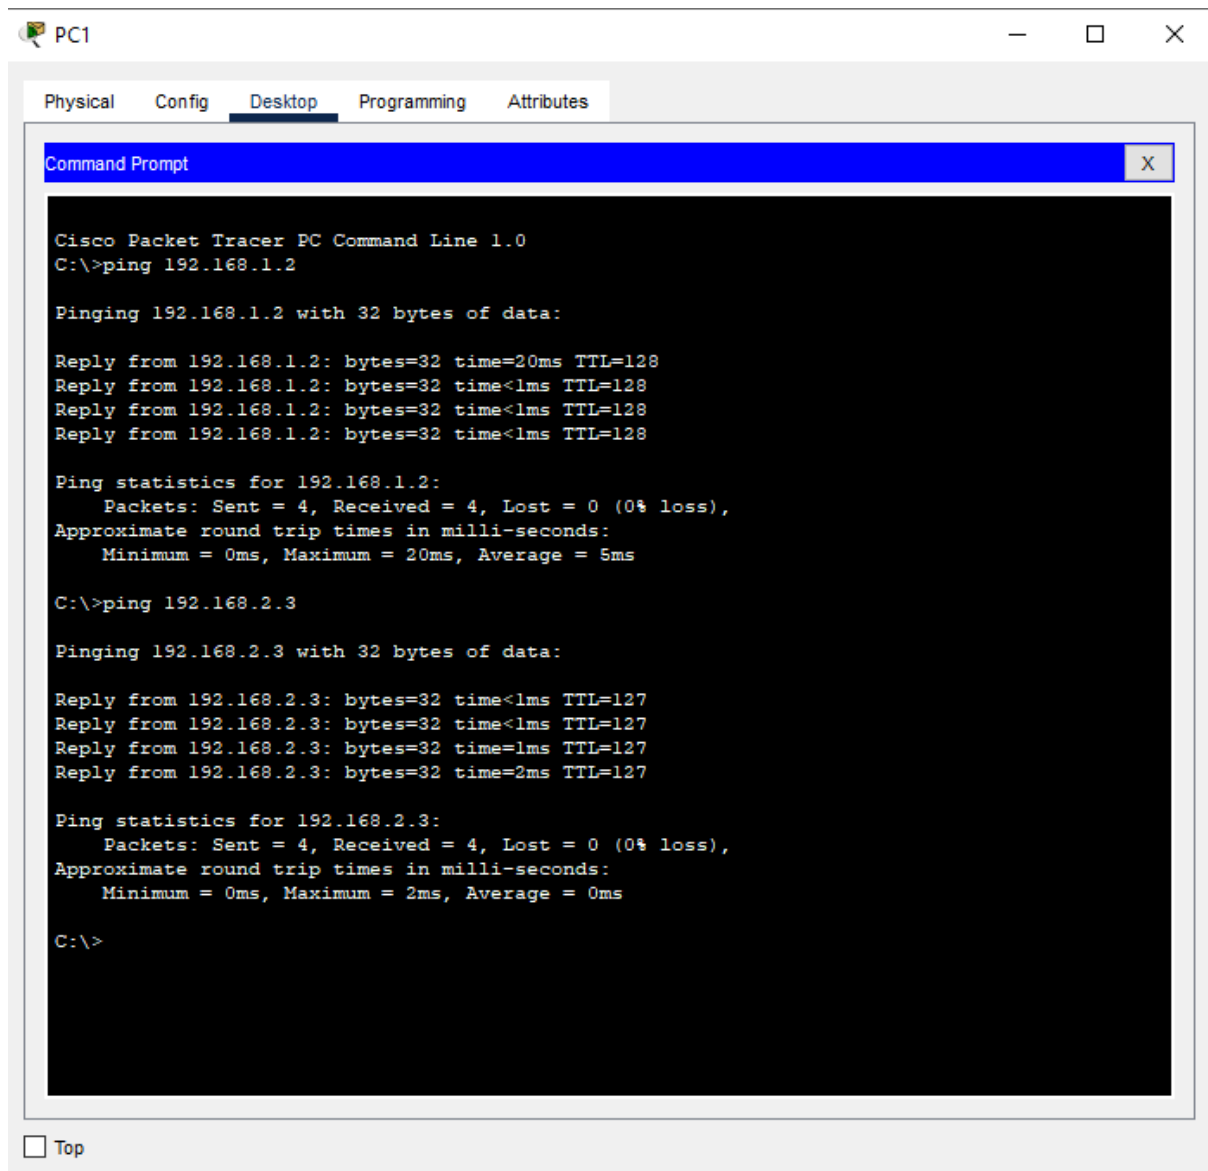 PC1
Physical Config Desktop Programming Attributes
Command Prompt X
Cisco Packet Tracer PC Command Line 1.0
C:\>ping 192.168.1.2
Pinging 192.168.1.2 with 32 bytes of data:
Reply from 192.168.1.2: bytes=32 time=20ms TTL=128
Reply from 192.168.1.2: bytes=32 time<1ms TTL=128
Reply from 192.168.1.2: bytes=32 time<1ms TTL=128
Reply from 192.168.1.2: bytes=32 time<1ms TTL=128
Ping statistics for 192.168.1.2:
    Packets: Sent = 4, Received = 4, Lost = 0 (0% loss),
Approximate round trip times in milli-seconds:
    Minimum = 0ms, Maximum = 20ms, Average = 5ms
C:\>ping 192.168.2.3
Pinging 192.168.2.3 with 32 bytes of data:
Reply from 192.168.2.3: bytes=32 time<1ms TTL=127
Reply from 192.168.2.3: bytes=32 time<1ms TTL=127
Reply from 192.168.2.3: bytes=32 time=1ms TTL=127
Reply from 192.168.2.3: bytes=32 time=2ms TTL=127
Ping statistics for 192.168.2.3:
    Packets: Sent = 4, Received = 4, Lost = 0 (0% loss),
Approximate round trip times in milli-seconds:
    Minimum = 0ms, Maximum = 2ms, Average = 0ms
C:\>
Top